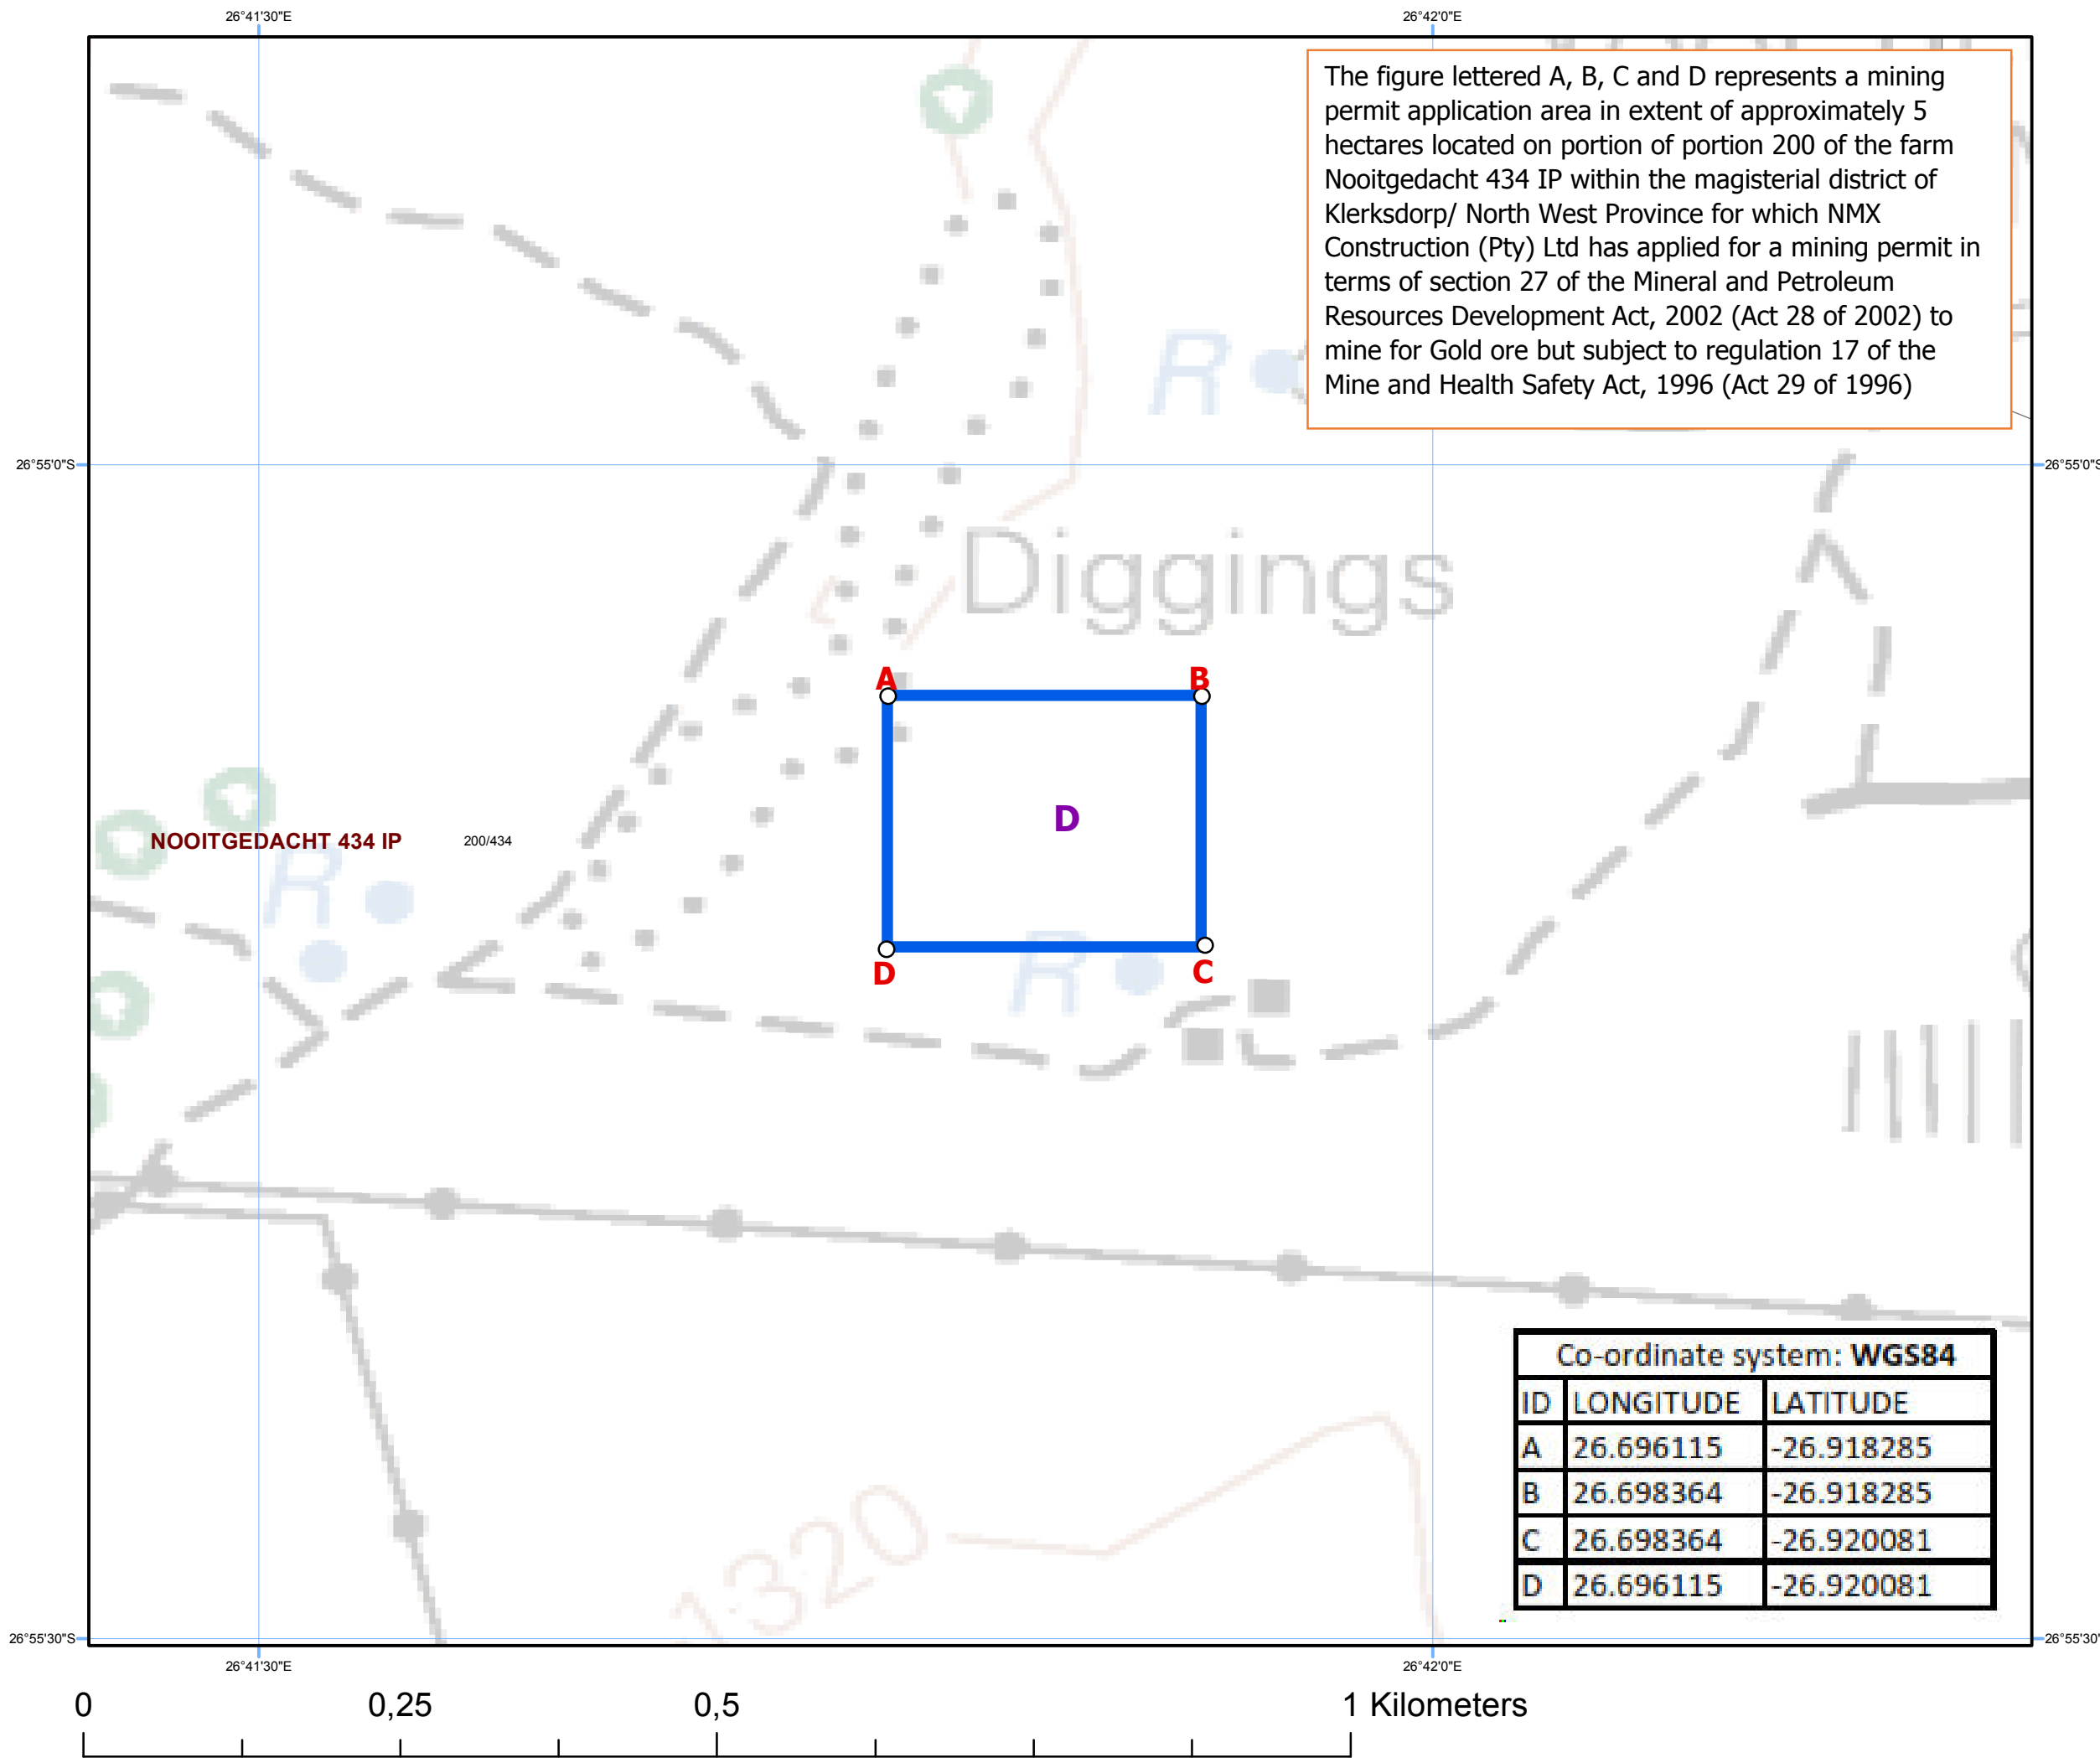 26°41'30"E
26°42'0"E
The figure lettered A, B, C and D represents a mining
permit application area in extent of approximately 5
hectares located on portion of portion 200 of the farm
Nooitgedacht 434 IP within the magisterial district of
Klerksdorp/ North West Province for which NMX
Construction (Pty) Ltd has applied for a mining permit in
terms of section 27 of the Mineral and Petroleum
Resources Development Act, 2002 (Act 28 of 2002) to
mine for Gold ore but subject to regulation 17 of the
Mine and Health Safety Act, 1996 (Act 29 of 1996)
R
26°55'0"S
26°55'0"S
Diggings
A
B
D
NOOITGEDACHT 434 IP
200/434
R
R
D
C
Co-ordinate system: WGS84
ID LONGITUDE LATITUDE
A 26.696115 -26.918285
B 26.698364 -26.918285
C 26.698364 -26.920081
D 26.696115 -26.920081
1320
26°55'30"S
26°55'30"
26°41'30"E
26°42'0"E
0
0,25
0,5
1 Kilometers